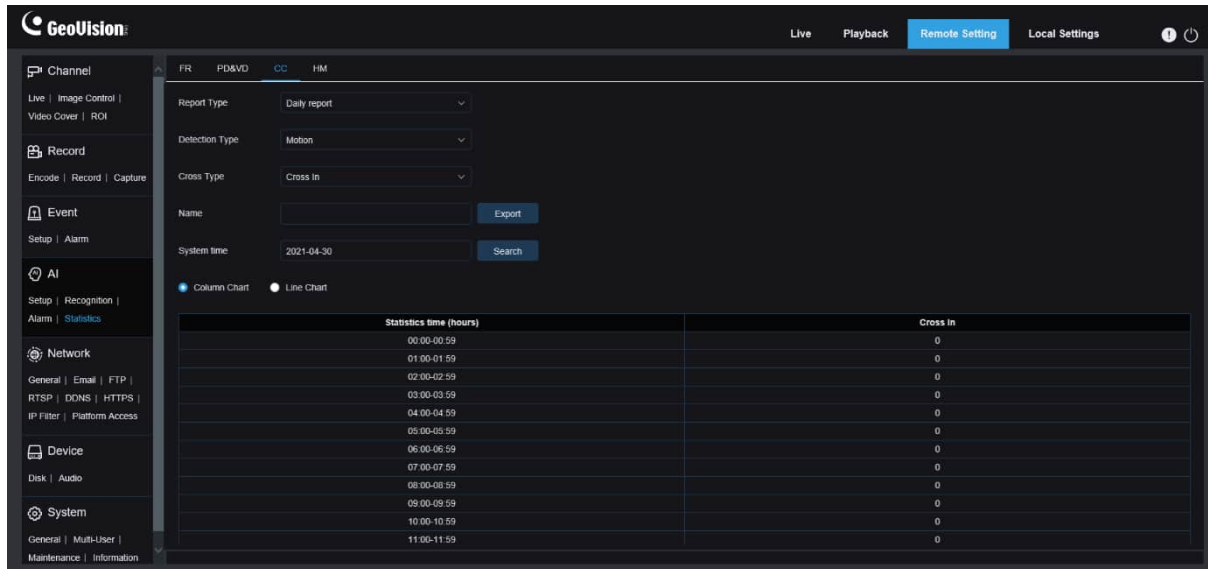 GeoVision
Live Playback Remote Setting Local Settings
Channel
Live | Image Control |
Video Cover | ROI
Record
Encode | Record | Capture
Event
Setup | Alarm
AI
Setup | Recognition |
Alarm | Statistics
Network
General | Email | FTP |
RTSP | DDNS | HTTPS |
IP Filter | Platform Access
Device
Disk | Audio
System
General | Multi-User |
Maintenance | Information
FR PD&VD CC HM
Report Type Daily report
Detection Type Motion
Cross Type Cross In
Name Export
System time 2021-04-30 Search
Column Chart Line Chart
Statistics time (hours) Cross In
00:00-00:59 0
01:00-01:59 0
02:00-02:59 0
03:00-03:59 0
04:00-04:59 0
05:00-05:59 0
06:00-06:59 0
07:00-07:59 0
08:00-08:59 0
09:00-09:59 0
10:00-10:59 0
11:00-11:59 0